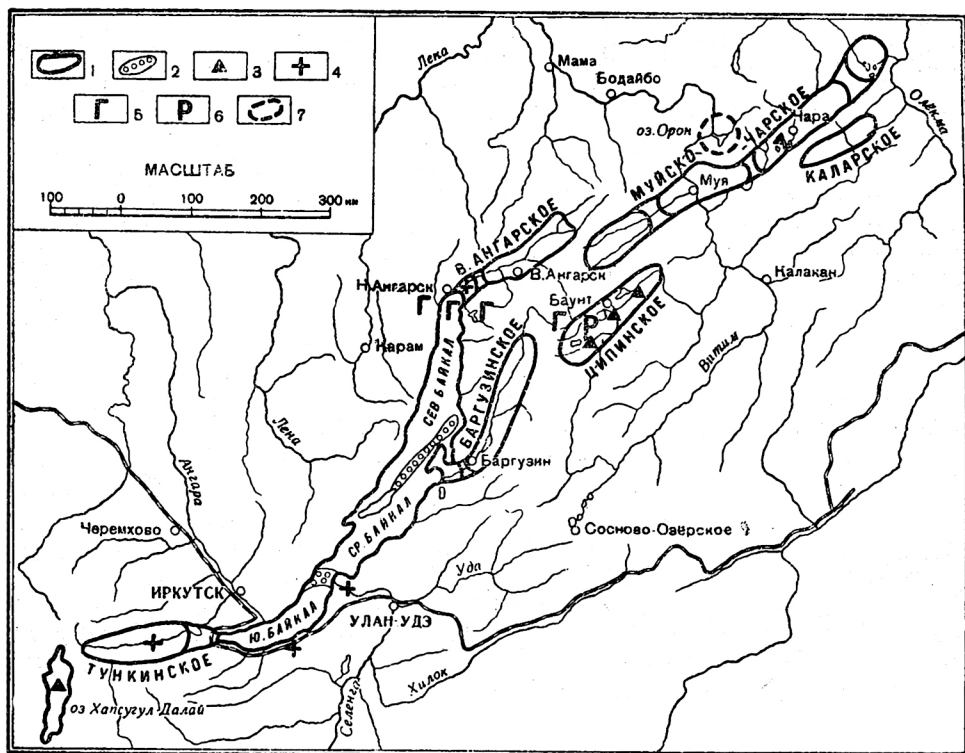 1 2 3 4
Г 5 Р 6 7
МАСШТАБ
100 0 100 200 300 км
Лена
Мама
Бодайбо
оз. Орон
Олёкма
Чара
МУЙСКО-ЧАРСКОЕ
Муя
КАЛАРСКОЕ
В. АНГАРСКОЕ
Н. Ангарск
В. Ангарск
Калакан
Баунт
Г Г Г Г Р
ЦИПИНСКОЕ
Карам
СЕВ БАЙКАЛ
БАРГУЗИНСКОЕ
Витим
Лена
Ангара
Баргузин
Черемхово
СР. БАЙКАЛ
Сосново-Озёрское
ИРКУТСК
Уда
УЛАН-УДЭ
Ю. БАЙКАЛ
ТУНКИНСКОЕ
Хилок
Селенга
оз Хапсугул-Далай